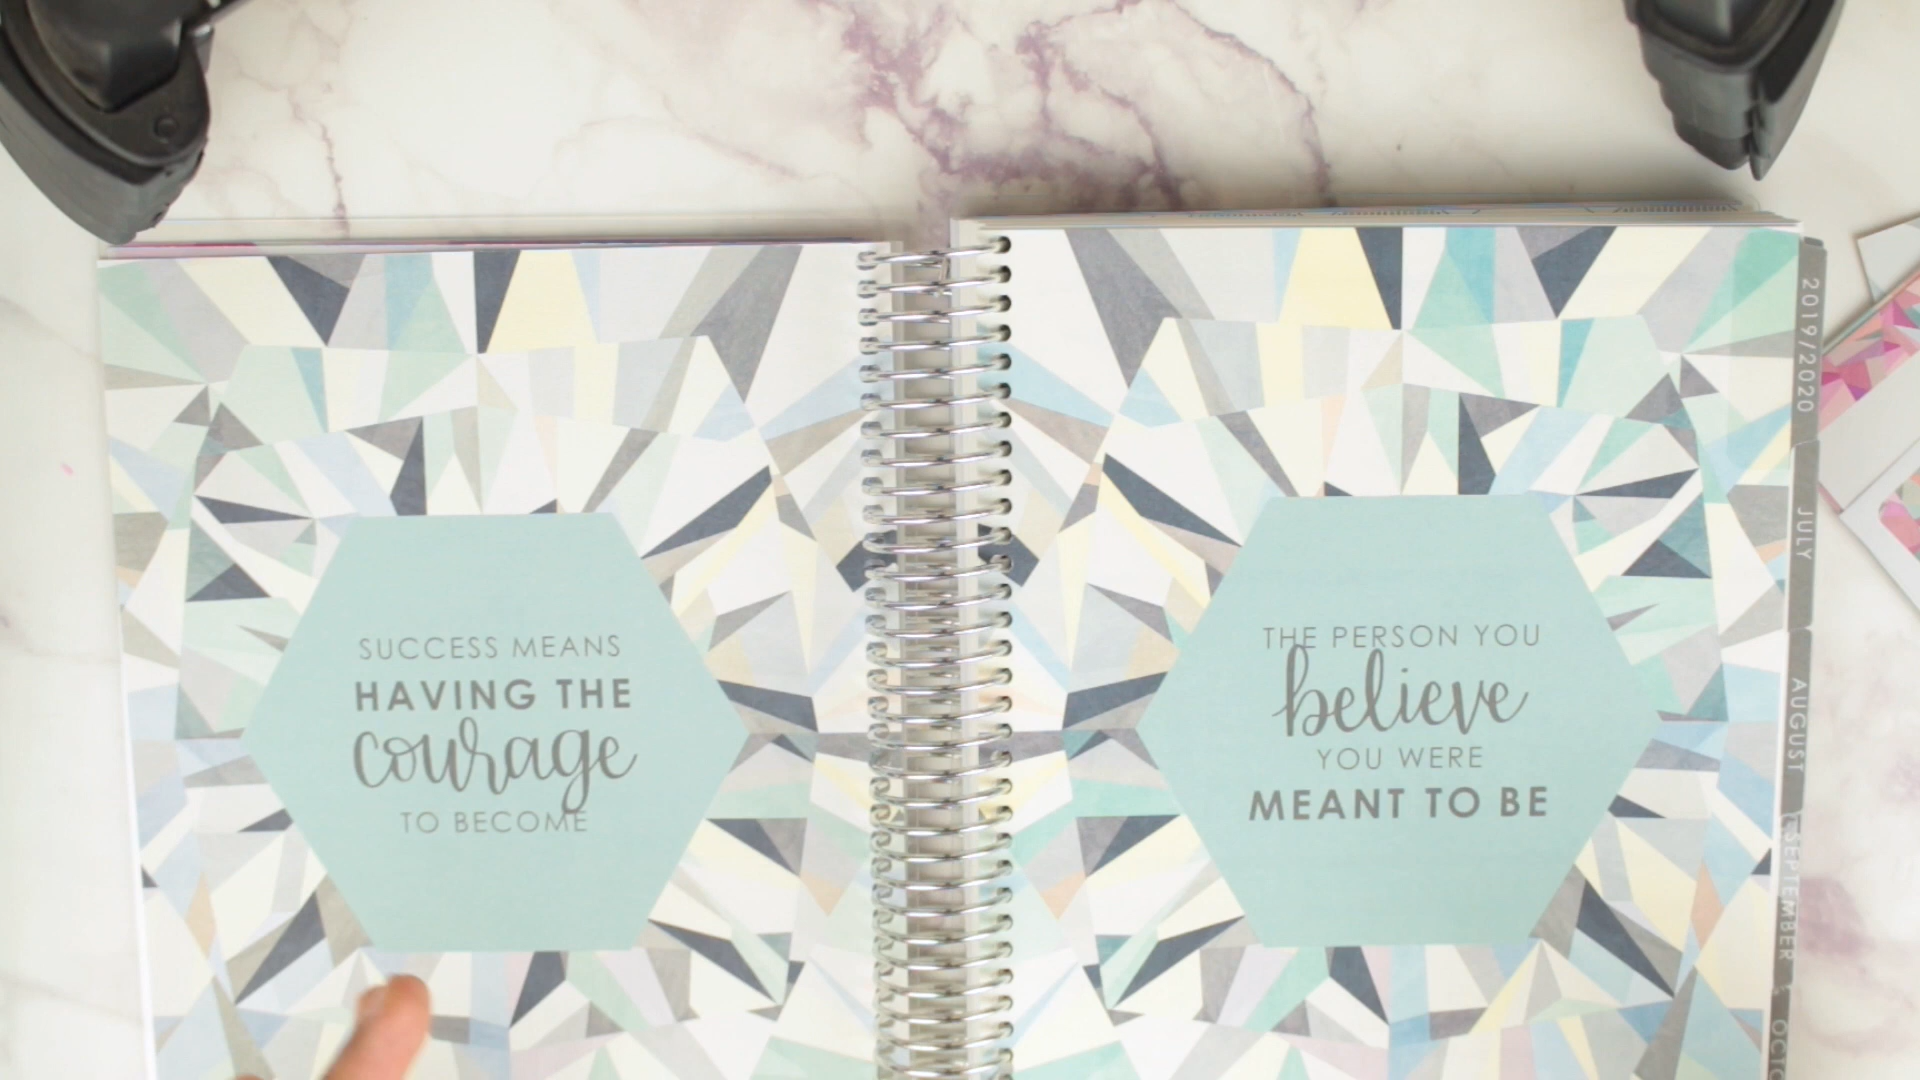 SUCCESS MEANS
HAVING THE
courage
TO BECOME
THE PERSON YOU
believe
YOU WERE
MEANT TO BE
2019/2020
JULY
AUGUST
SEPTEMBER